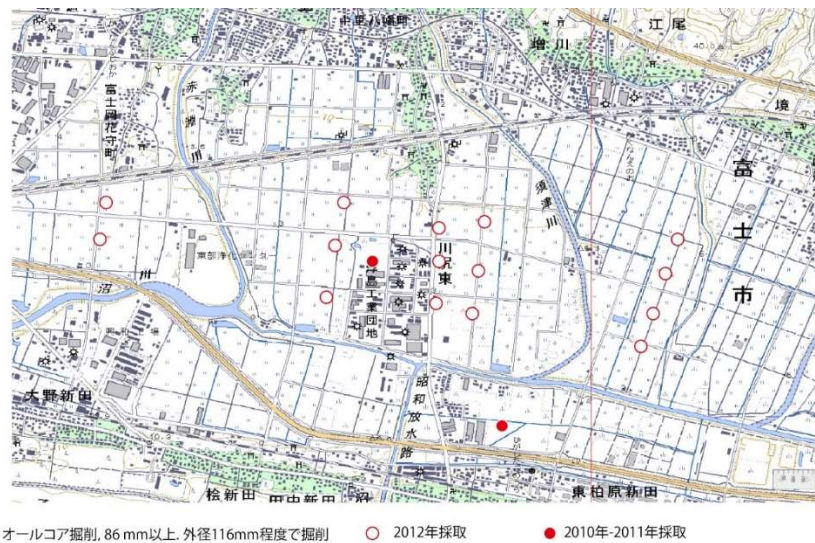 中里八幡町
増川
江尾
境
富士岡花守町
赤淵川
須津川
富士市
東部浄化センター
川尻東
工業団地
沼川
大野新田
昭和放水路
桧新田
田中新田
沼
東柏原新田
オールコア掘削, 86 mm以上. 外径116mm程度で掘削
2012年採取
2010年-2011年採取